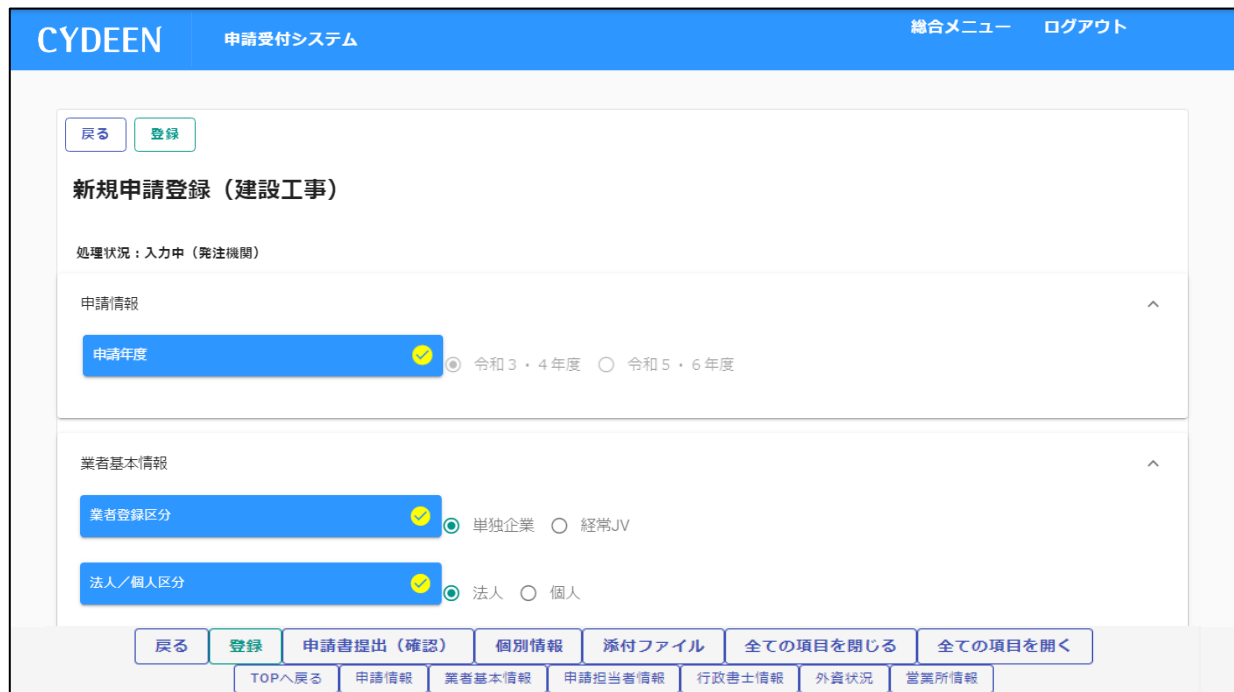 CYDEEN 申請受付システム 総合メニュー ログアウト
戻る 登録
新規申請登録（建設工事）
処理状況：入力中（発注機関）
申請情報
申請年度 令和３・４年度 令和５・６年度
業者基本情報
業者登録区分 単独企業 経常JV
法人／個人区分 法人 個人
戻る 登録 申請書提出（確認） 個別情報 添付ファイル 全ての項目を閉じる 全ての項目を開く
TOPへ戻る 申請情報 業者基本情報 申請担当者情報 行政書士情報 外資状況 営業所情報